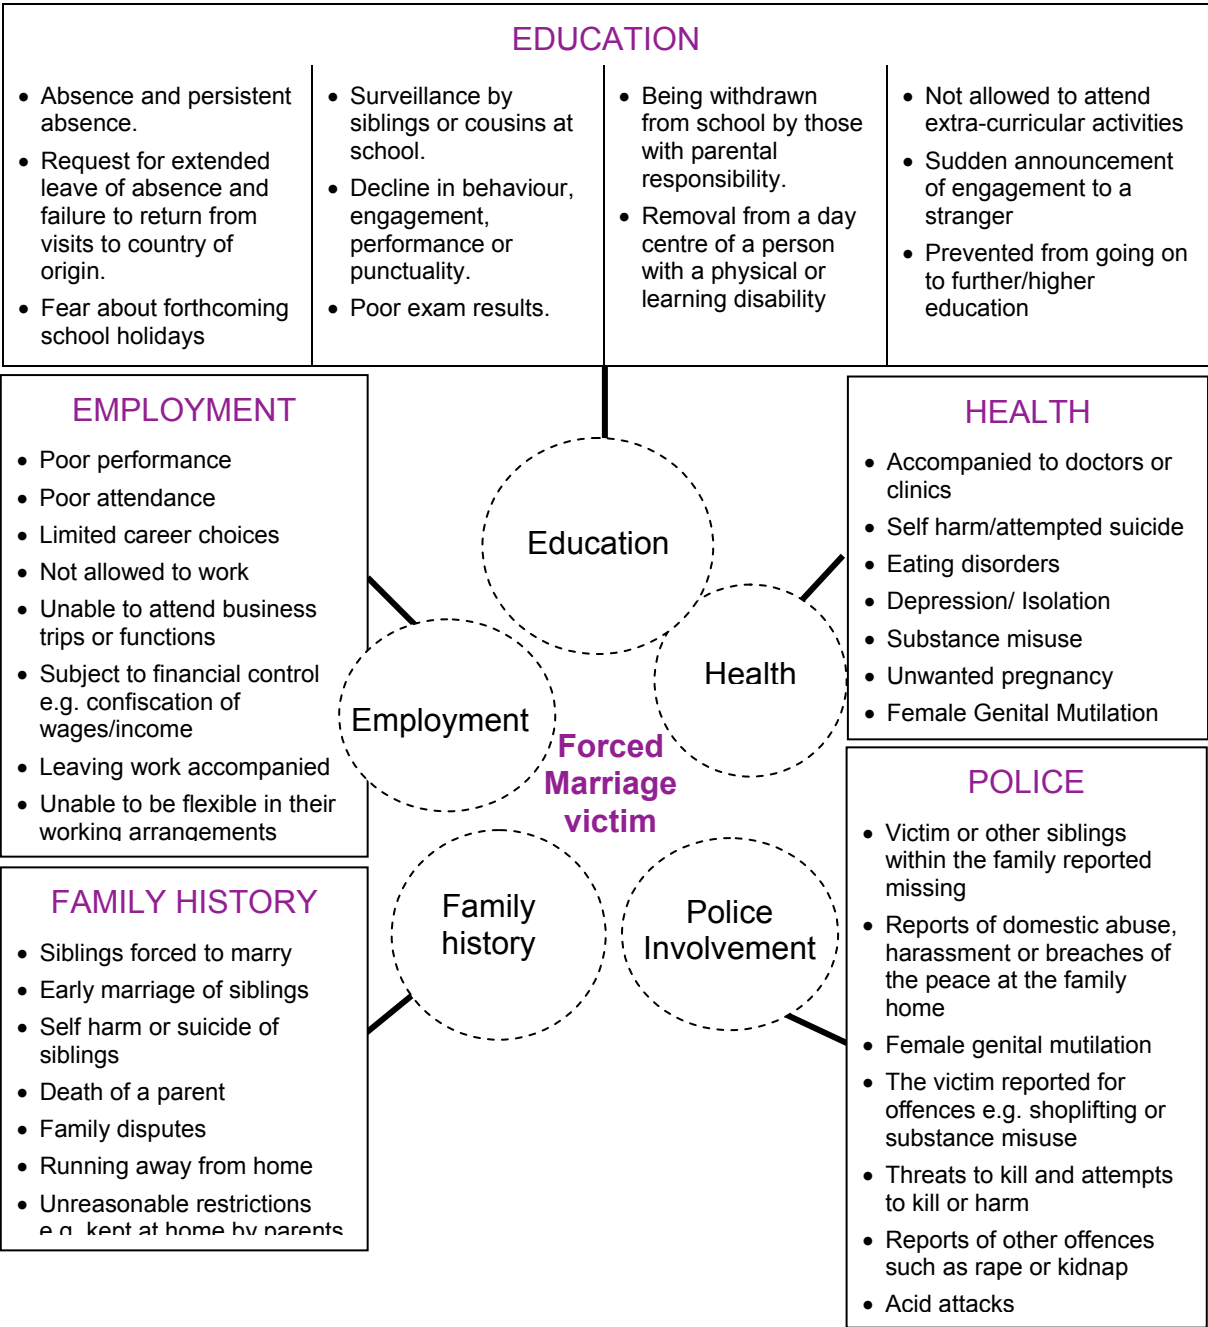 EDUCATION
• Absence and persistent
absence.
• Request for extended
leave of absence and
failure to return from
visits to country of
origin.
• Fear about forthcoming
school holidays
• Surveillance by
siblings or cousins at
school.
• Decline in behaviour,
engagement,
performance or
punctuality.
• Poor exam results.
• Being withdrawn
from school by those
with parental
responsibility.
• Removal from a day
centre of a person
with a physical or
learning disability
• Not allowed to attend
extra-curricular activities
• Sudden announcement
of engagement to a
stranger
• Prevented from going on
to further/higher
education
EMPLOYMENT
• Poor performance
• Poor attendance
• Limited career choices
• Not allowed to work
• Unable to attend business
trips or functions
• Subject to financial control
e.g. confiscation of
wages/income
• Leaving work accompanied
• Unable to be flexible in their
working arrangements
Education
Health
Employment
Forced
Marriage
victim
Family
history
Police
Involvement
HEALTH
• Accompanied to doctors or
clinics
• Self harm/attempted suicide
• Eating disorders
• Depression/ Isolation
• Substance misuse
• Unwanted pregnancy
• Female Genital Mutilation
FAMILY HISTORY
• Siblings forced to marry
• Early marriage of siblings
• Self harm or suicide of
siblings
• Death of a parent
• Family disputes
• Running away from home
• Unreasonable restrictions
e.g. kept at home by parents
POLICE
• Victim or other siblings
within the family reported
missing
• Reports of domestic abuse,
harassment or breaches of
the peace at the family
home
• Female genital mutilation
• The victim reported for
offences e.g. shoplifting or
substance misuse
• Threats to kill and attempts
to kill or harm
• Reports of other offences
such as rape or kidnap
• Acid attacks